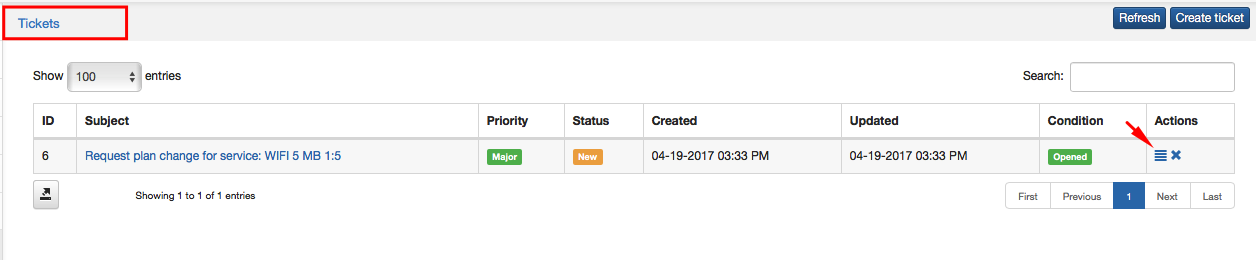 Tickets
Refresh
Create ticket
Show 100 entries
Search:
ID Subject Priority Status Created Updated Condition Actions
6 Request plan change for service: WIFI 5 MB 1:5 Major New 04-19-2017 03:33 PM 04-19-2017 03:33 PM Opened
Showing 1 to 1 of 1 entries
First Previous 1 Next Last